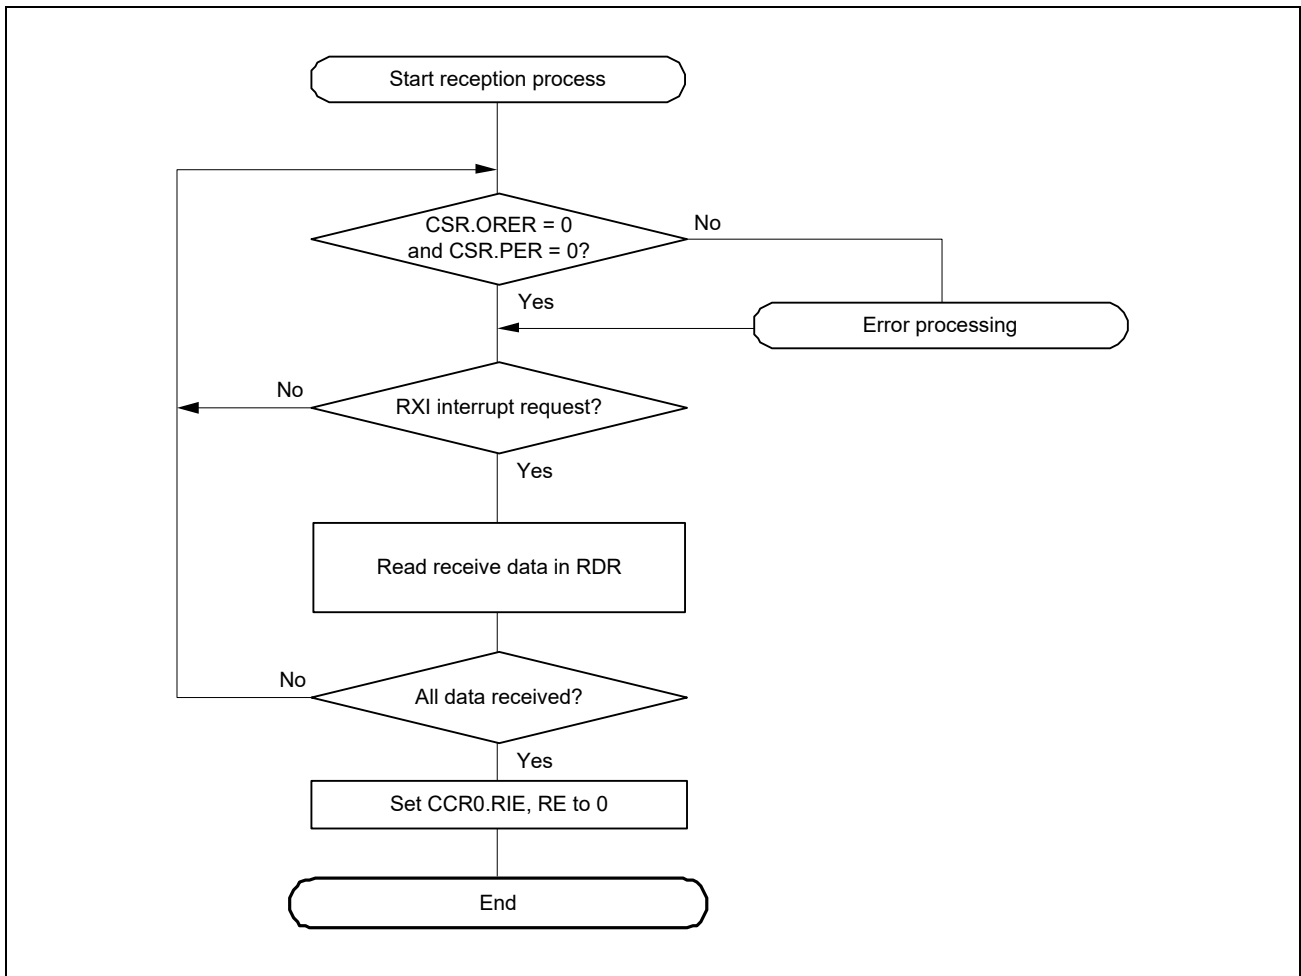 Start reception process
CSR.ORER = 0
and CSR.PER = 0?
No
Yes
Error processing
No
RXI interrupt request?
Yes
Read receive data in RDR
No
All data received?
Yes
Set CCR0.RIE, RE to 0
End